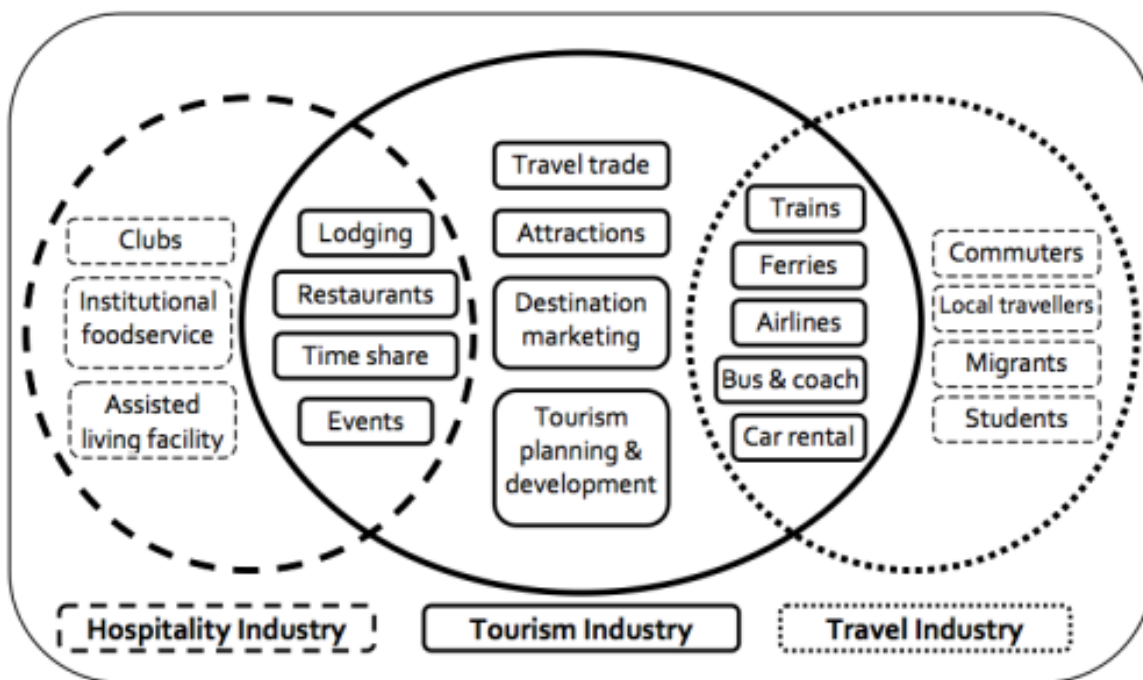 Clubs
Institutional
foodservice
Assisted
living facility
Lodging
Restaurants
Time share
Events
Travel trade
Attractions
Destination
marketing
Tourism
planning &
development
Trains
Ferries
Airlines
Bus & coach
Car rental
Commuters
Local travellers
Migrants
Students
Hospitality Industry
Tourism Industry
Travel Industry